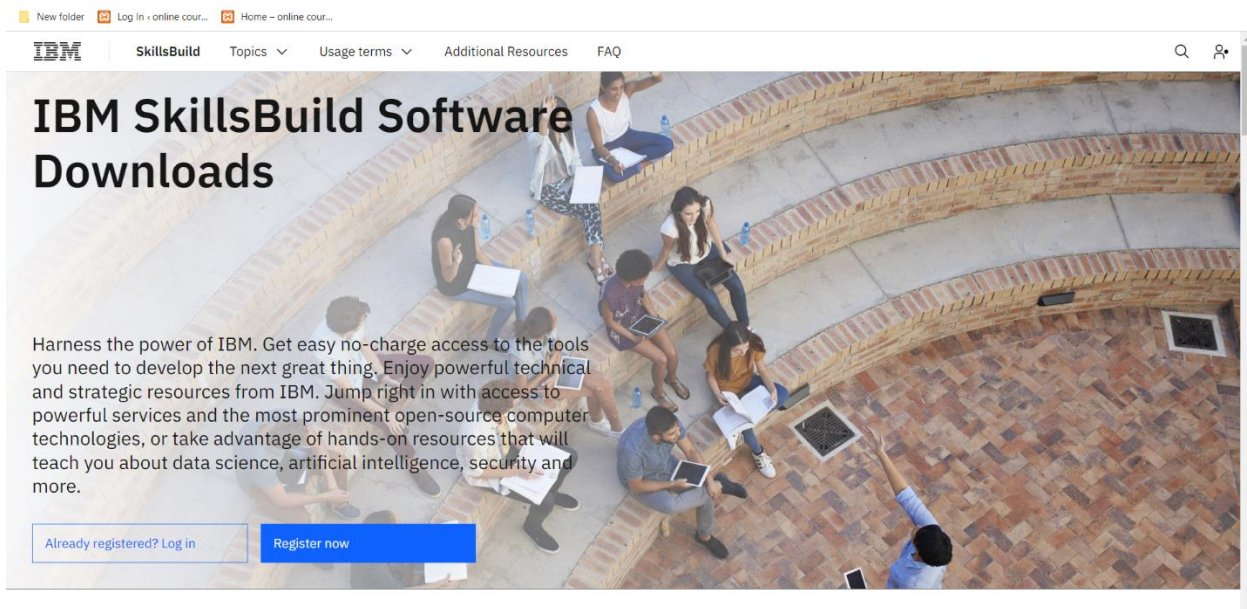 New folder
Log In ‹ online cour...
Home – online cour...
IBM
SkillsBuild
Topics
Usage terms
Additional Resources
FAQ
IBM SkillsBuild Software
Downloads
Harness the power of IBM. Get easy no-charge access to the tools
you need to develop the next great thing. Enjoy powerful technical
and strategic resources from IBM. Jump right in with access to
powerful services and the most prominent open-source computer
technologies, or take advantage of hands-on resources that will
teach you about data science, artificial intelligence, security and
more.
Already registered? Log in
Register now